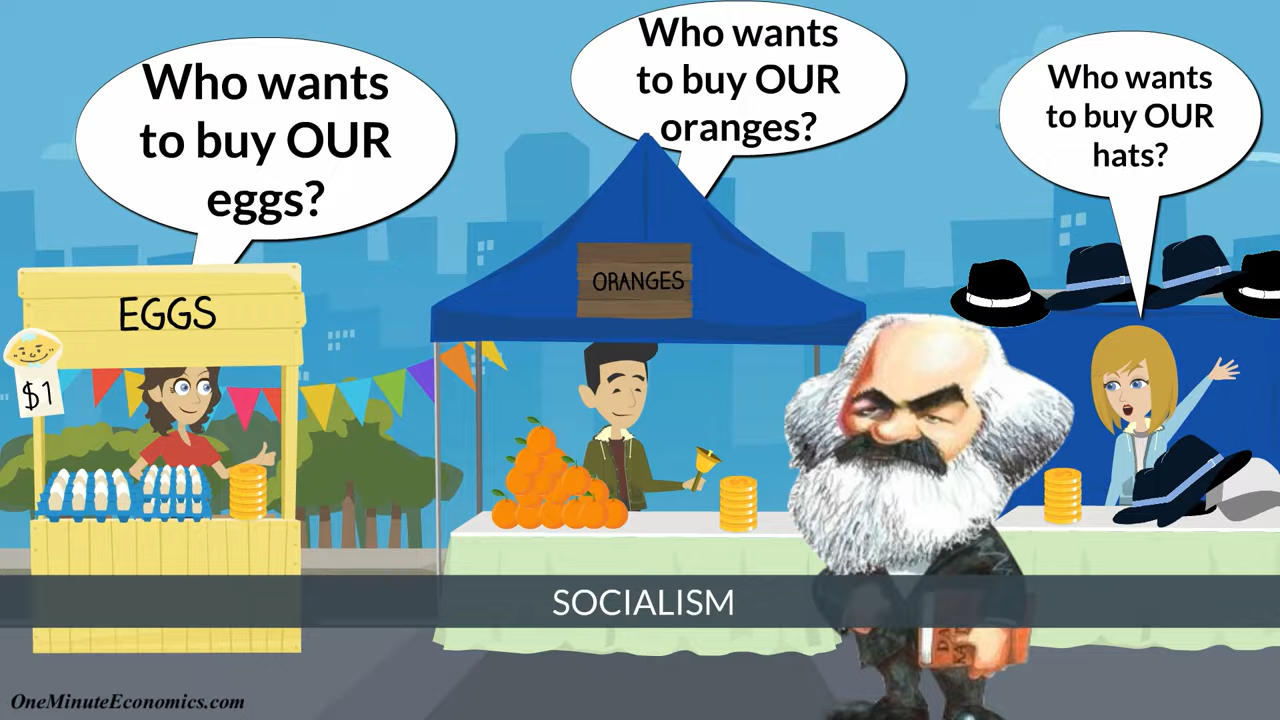 Who wants
to buy OUR
eggs?
Who wants
to buy OUR
oranges?
Who wants
to buy OUR
hats?
EGGS
ORANGES
$1
SOCIALISM
OneMinuteEconomics.com